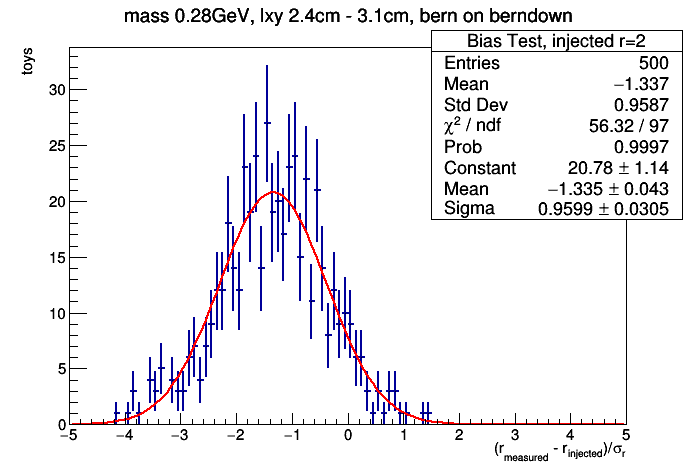 mass 0.28GeV, lxy 2.4cm - 3.1cm, bern on berndown
Bias Test, injected r=2
Entries 500
Mean −1.337
Std Dev 0.9587
χ² / ndf 56.32 / 97
Prob 0.9997
Constant 20.78 ± 1.14
Mean −1.335 ± 0.043
Sigma 0.9599 ± 0.0305
toys
30
25
20
15
10
5
0
−5 −4 −3 −2 −1 0 1 2 3 4 5
(r_measured - r_injected)/σ_r